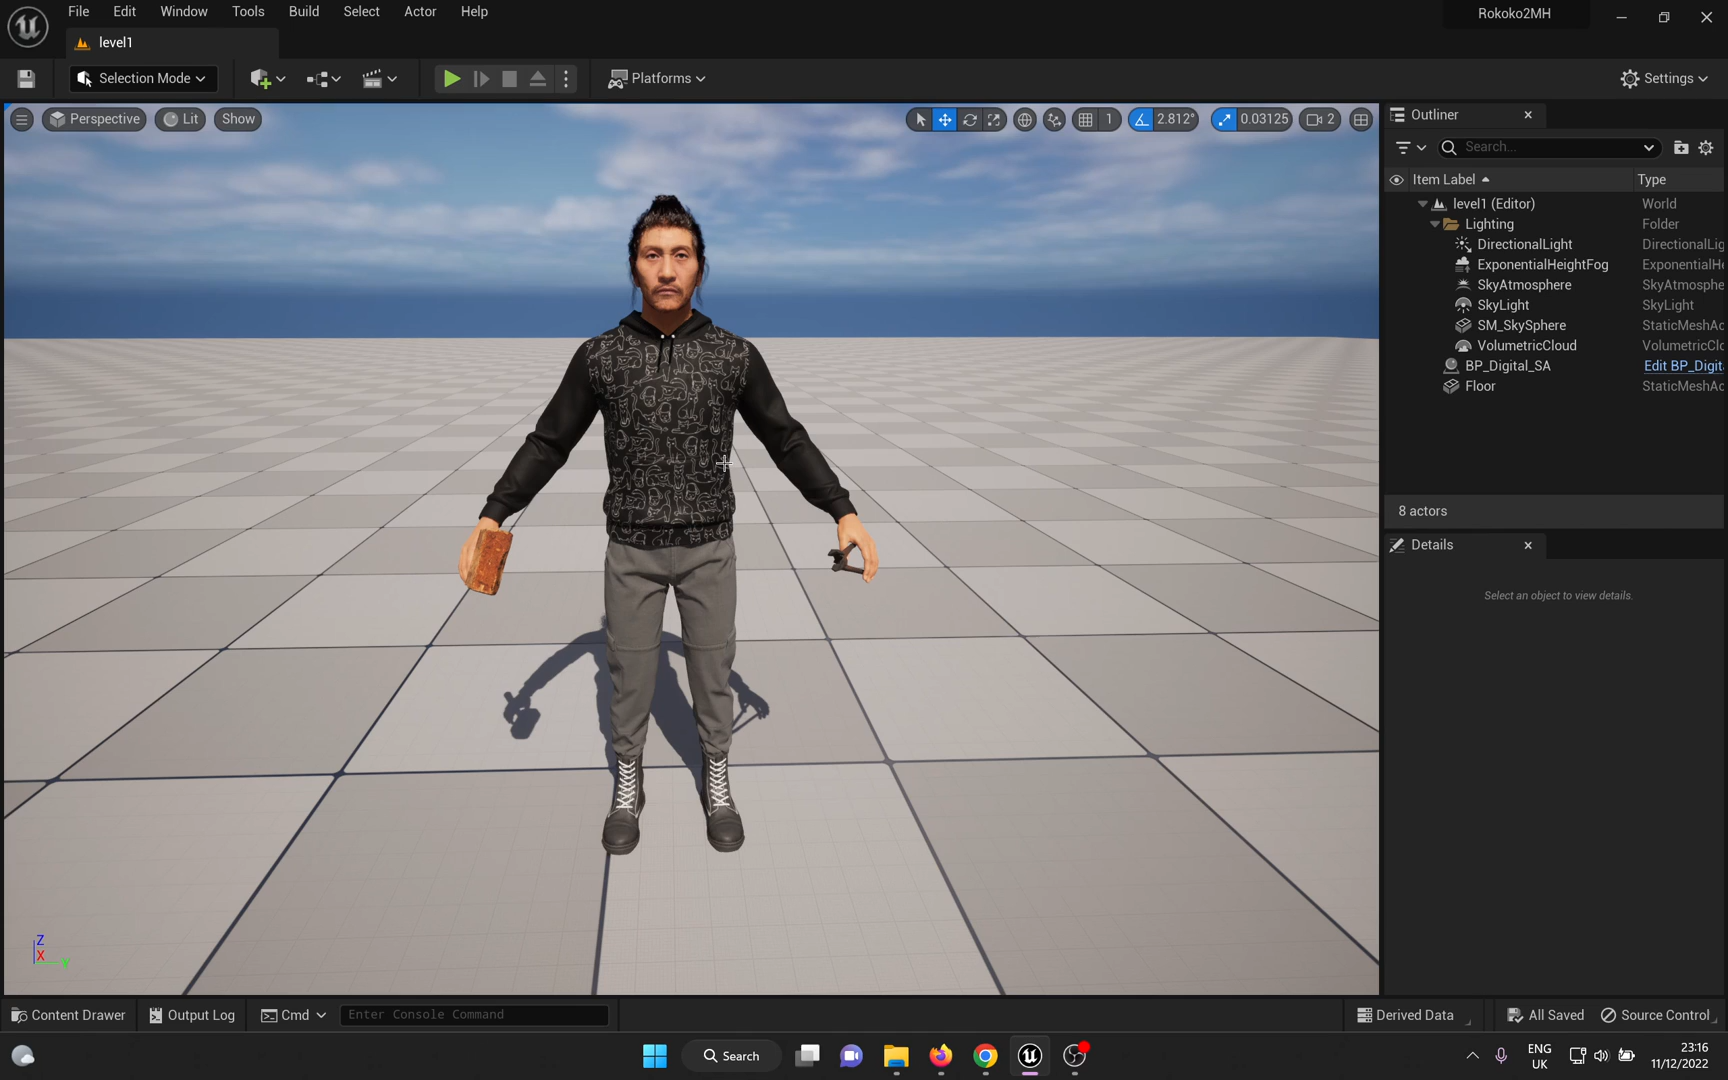 File Edit Window Tools Build Select Actor Help
Rokoko2MH
level1
Selection Mode
Platforms
Settings
Perspective Lit Show
1 2.812° 0.03125 2
Outliner
Search...
Item Label Type
level1 (Editor) World
Lighting Folder
DirectionalLight DirectionalLig
ExponentialHeightFog ExponentialHe
SkyAtmosphere SkyAtmosphe
SkyLight SkyLight
SM_SkySphere StaticMeshAc
VolumetricCloud VolumetricClo
BP_Digital_SA Edit BP_Digit
Floor StaticMeshAc
8 actors
Details
Select an object to view details.
Z
X
Y
Content Drawer Output Log Cmd Enter Console Command Derived Data All Saved Source Control
Search
ENG
UK
23:16
11/12/2022